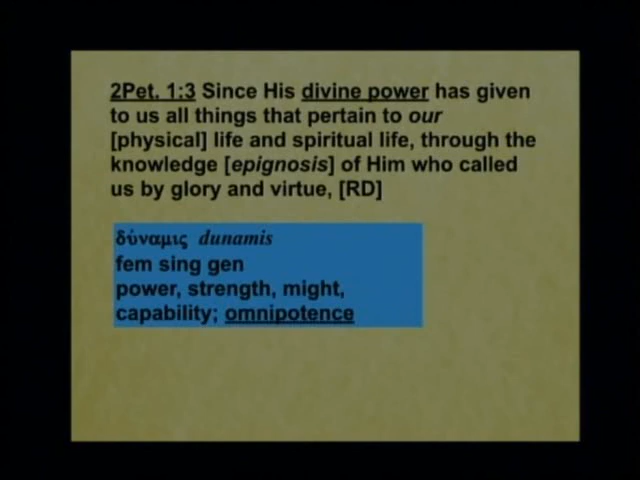 2Pet. 1:3 Since His divine power has given
to us all things that pertain to our
[physical] life and spiritual life, through the
knowledge [epignosis] of Him who called
us by glory and virtue, [RD]
δύναμις dunamis
fem sing gen
power, strength, might,
capability; omnipotence